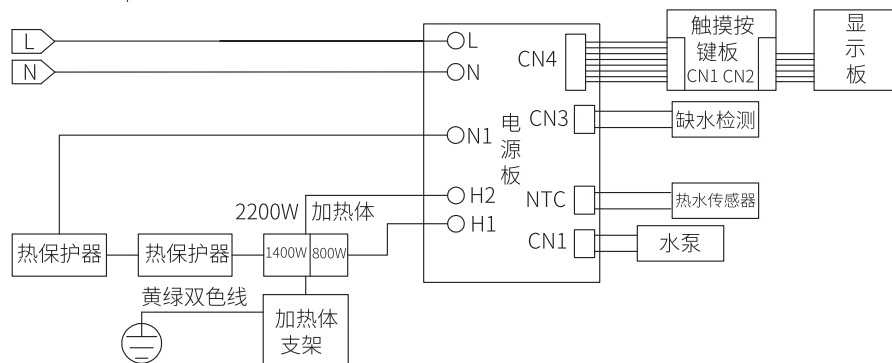 L
N
L
N
N1
H2
H1
电源板
CN4
CN3
NTC
CN1
触摸按
键板
CN1 CN2
显示板
缺水检测
热水传感器
水泵
2200W 加热体
1400W 800W
热保护器
热保护器
黄绿双色线
加热体
支架